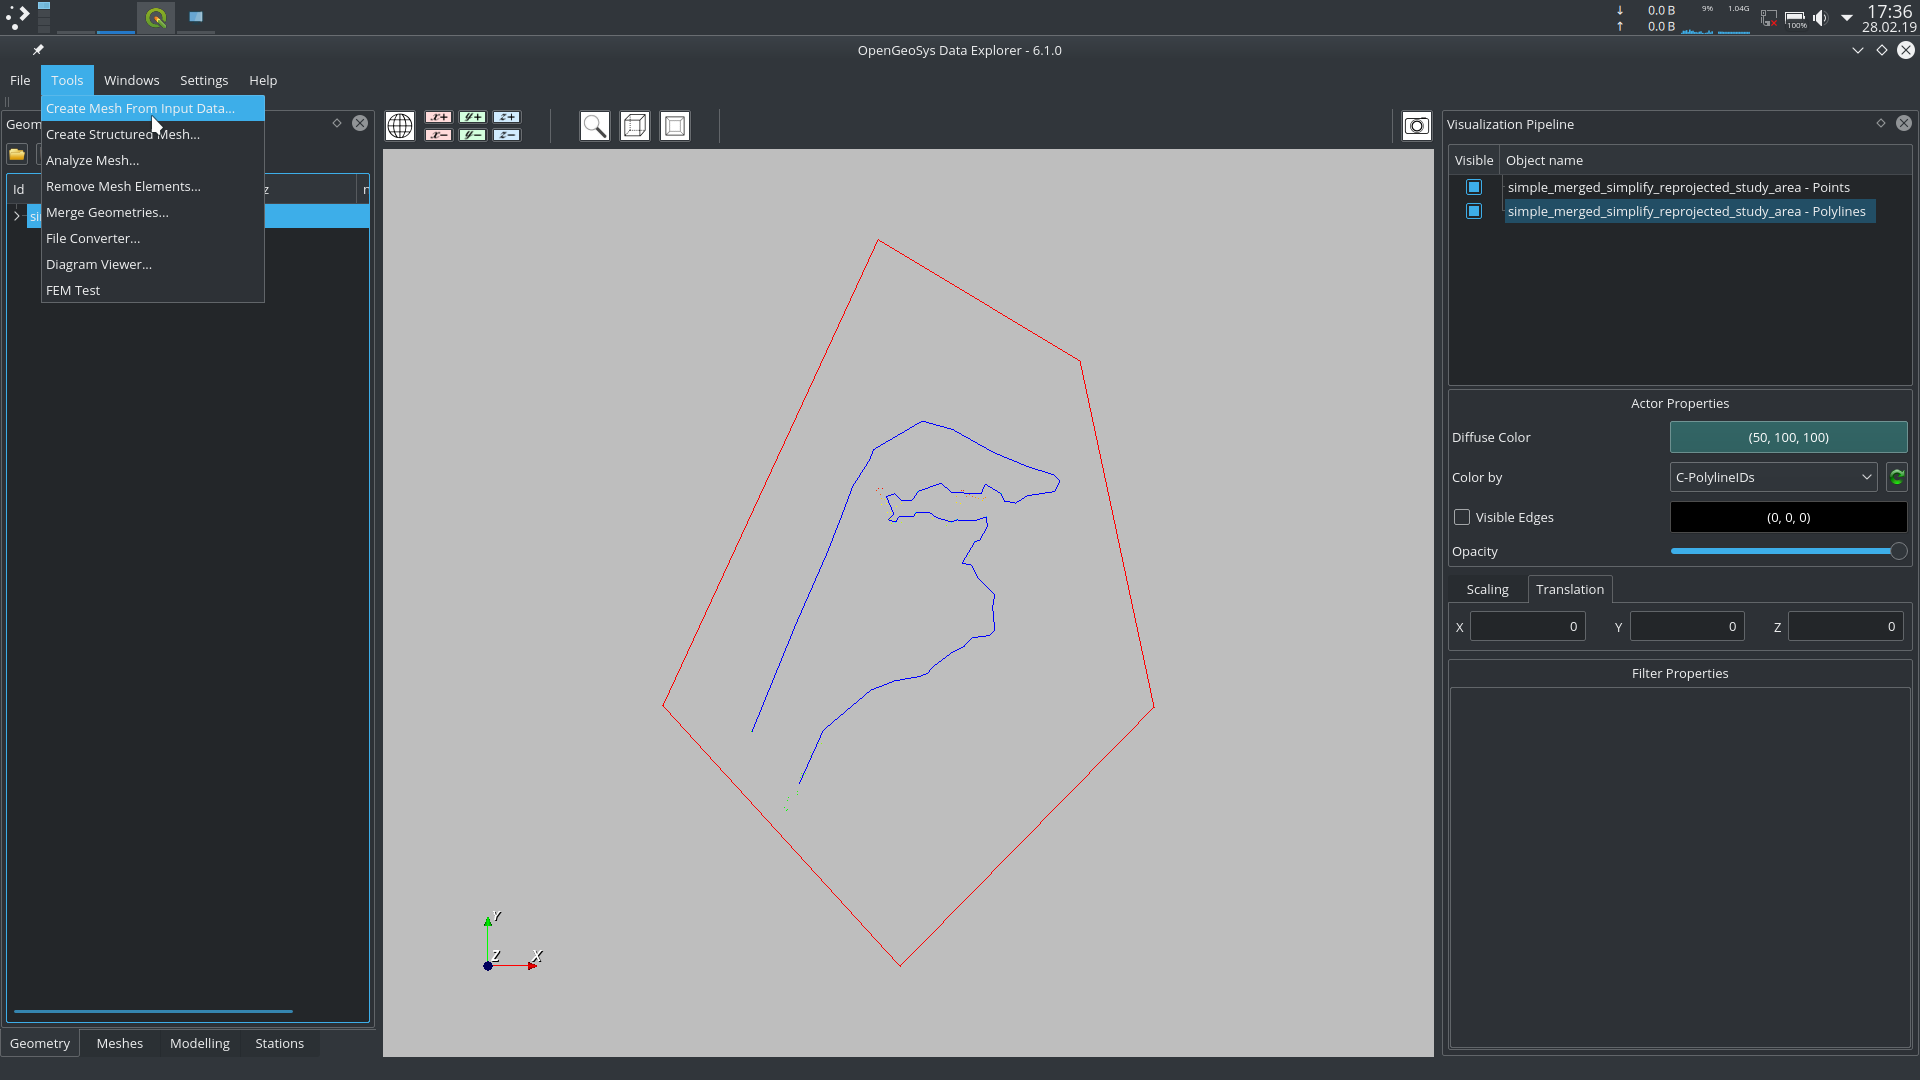 0.0 B
0.0 B
9%
1.04G
100%
17:36
28.02.19
OpenGeoSys Data Explorer - 6.1.0
File Tools Windows Settings Help
Create Mesh From Input Data...
Create Structured Mesh...
Analyze Mesh...
Remove Mesh Elements...
Merge Geometries...
File Converter...
Diagram Viewer...
FEM Test
Geom
Id z n
si
x+ y+ z+
x- y- z-
Y
Z X
Geometry Meshes Modelling Stations
Visualization Pipeline
Visible Object name
simple_merged_simplify_reprojected_study_area - Points
simple_merged_simplify_reprojected_study_area - Polylines
Actor Properties
Diffuse Color (50, 100, 100)
Color by C-PolylineIDs
Visible Edges (0, 0, 0)
Opacity
Scaling Translation
X 0 Y 0 Z 0
Filter Properties